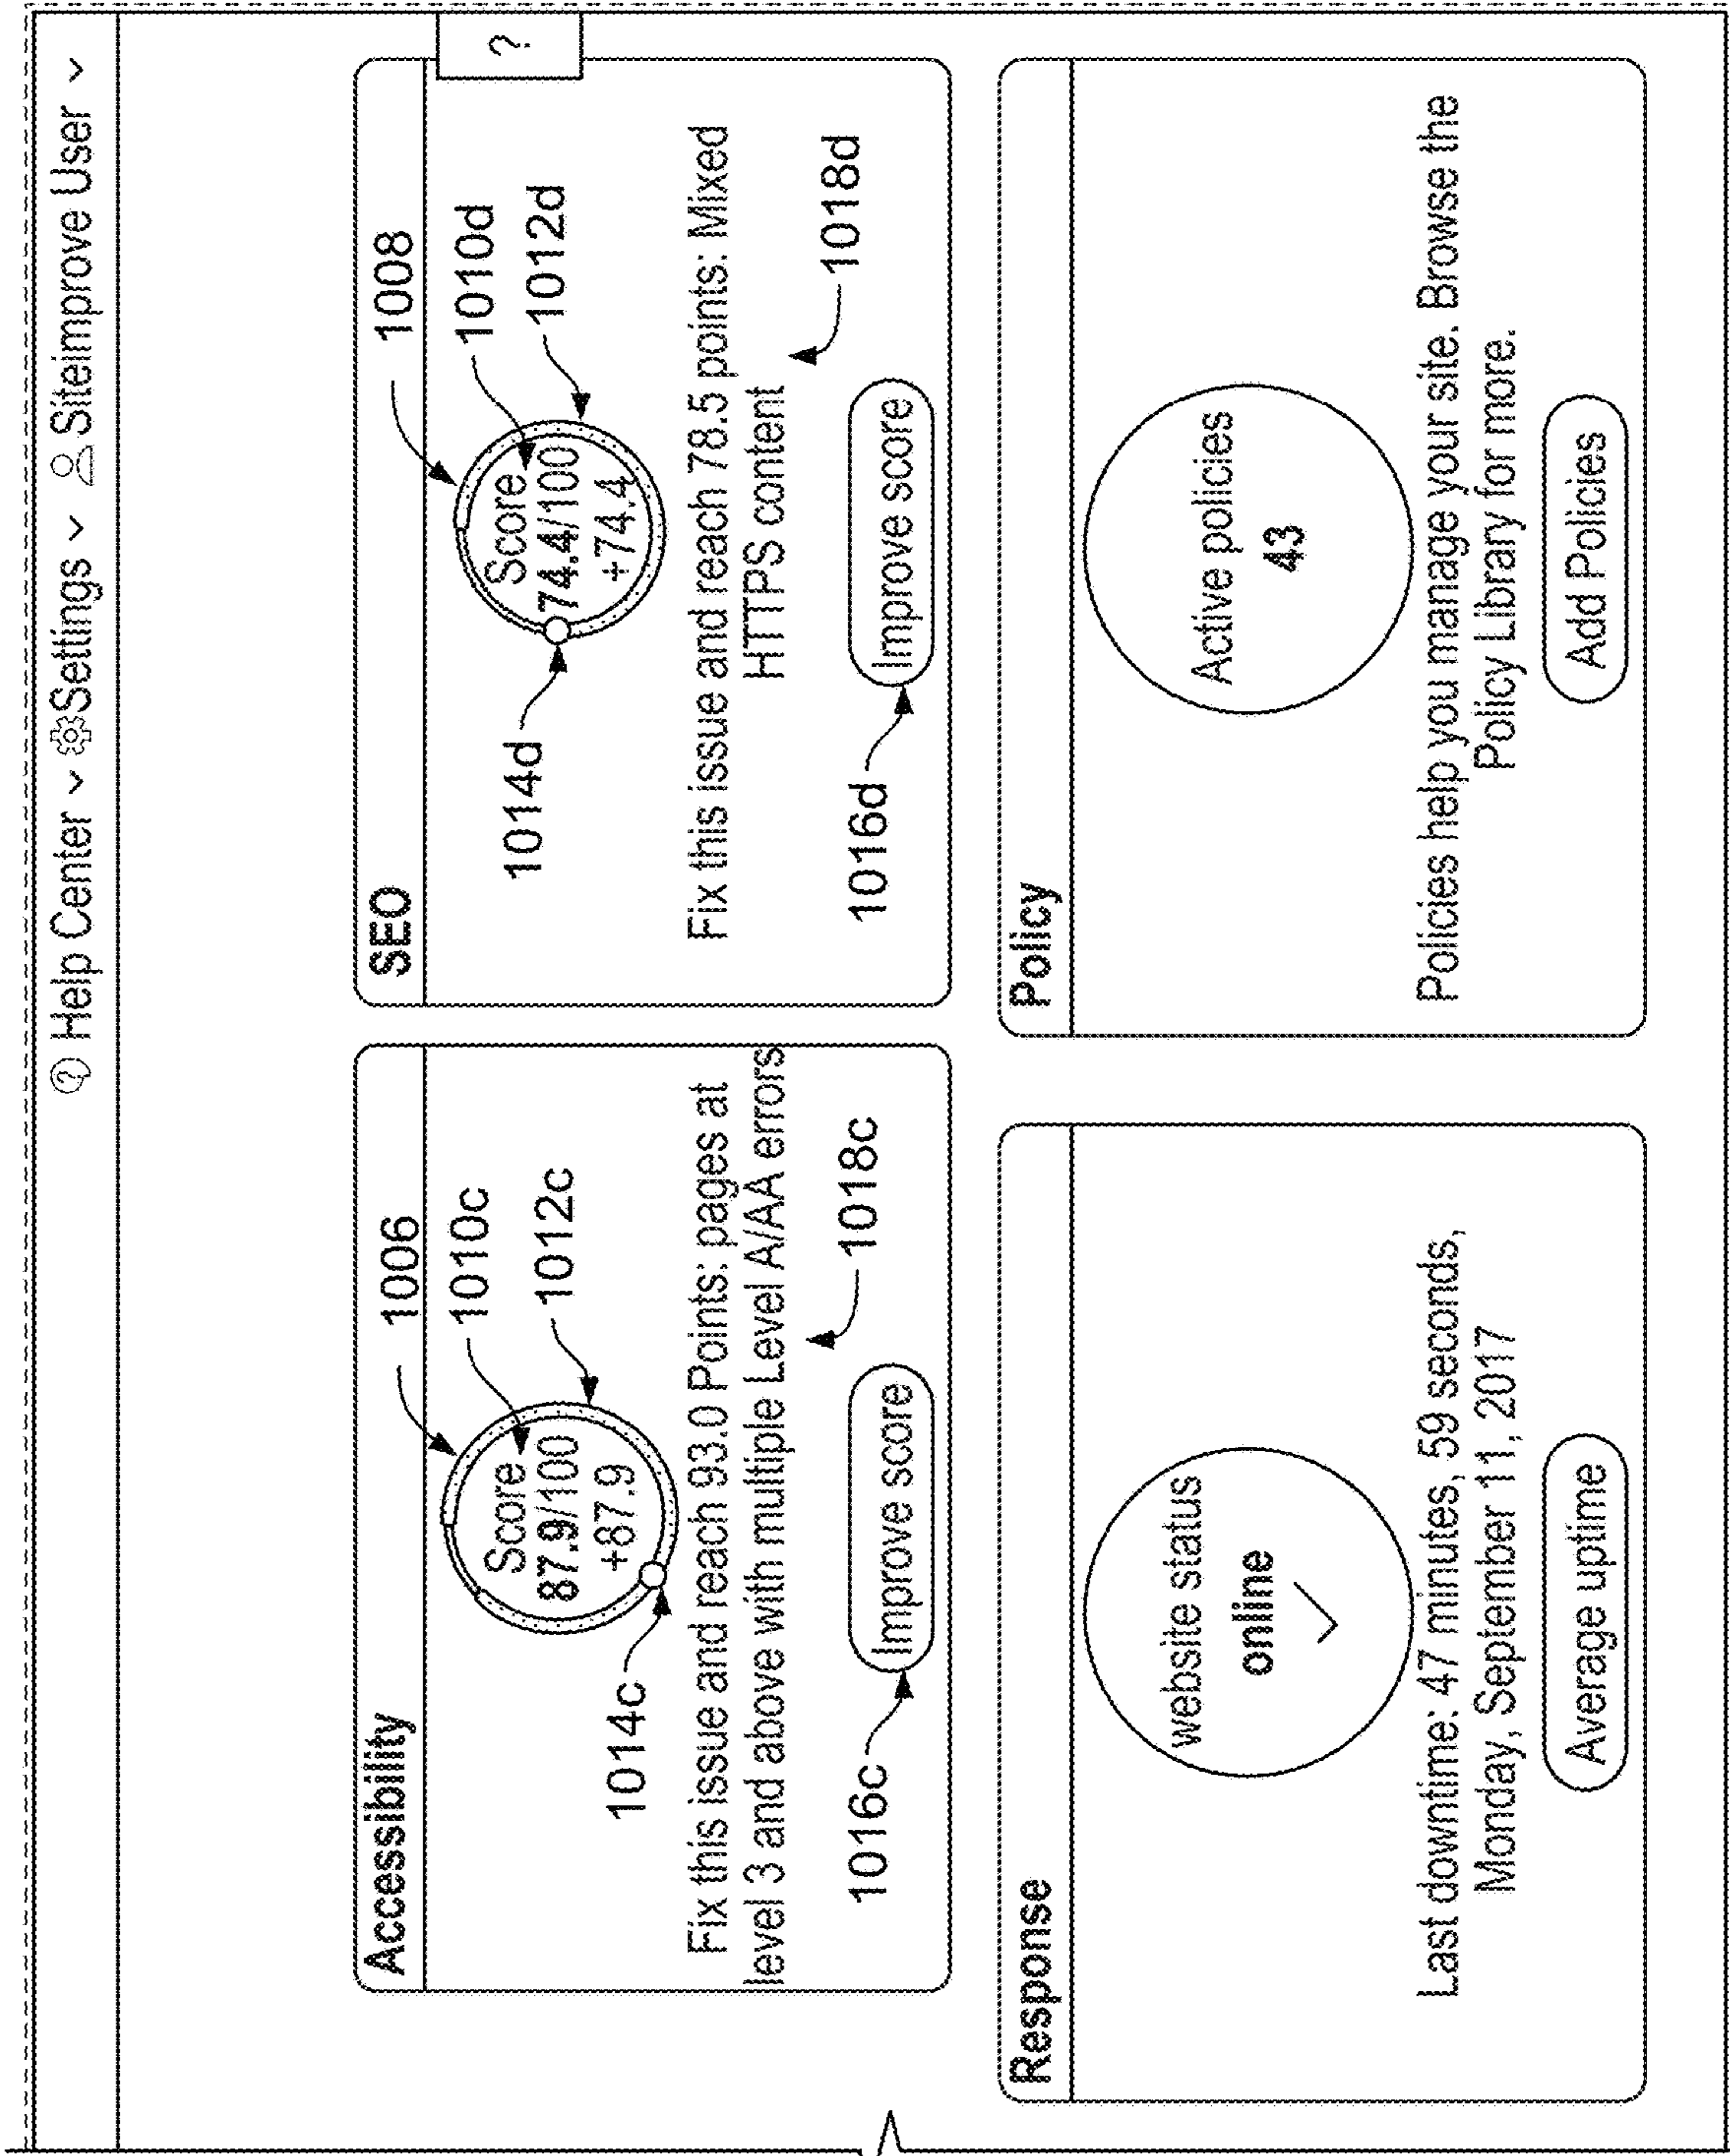 Help Center Settings Siteimprove User
Accessibility
1006
1010c
1012c
Score
87.9/100
+87.9
1014c
Fix this issue and reach 93.0 Points: pages at
level 3 and above with multiple Level A/AA errors
1018c
1016c
Improve score
SEO
1008
?
1010d
1012d
Score
74.4/100
+74.4
1014d
Fix this issue and reach 78.5 points: Mixed
HTTPS content
1018d
1016d
Improve score
Response
website status
online
Last downtime: 47 minutes, 59 seconds,
Monday, September 11, 2017
Average uptime
Policy
Active policies
43
Policies help you manage your site. Browse the
Policy Library for more.
Add Policies